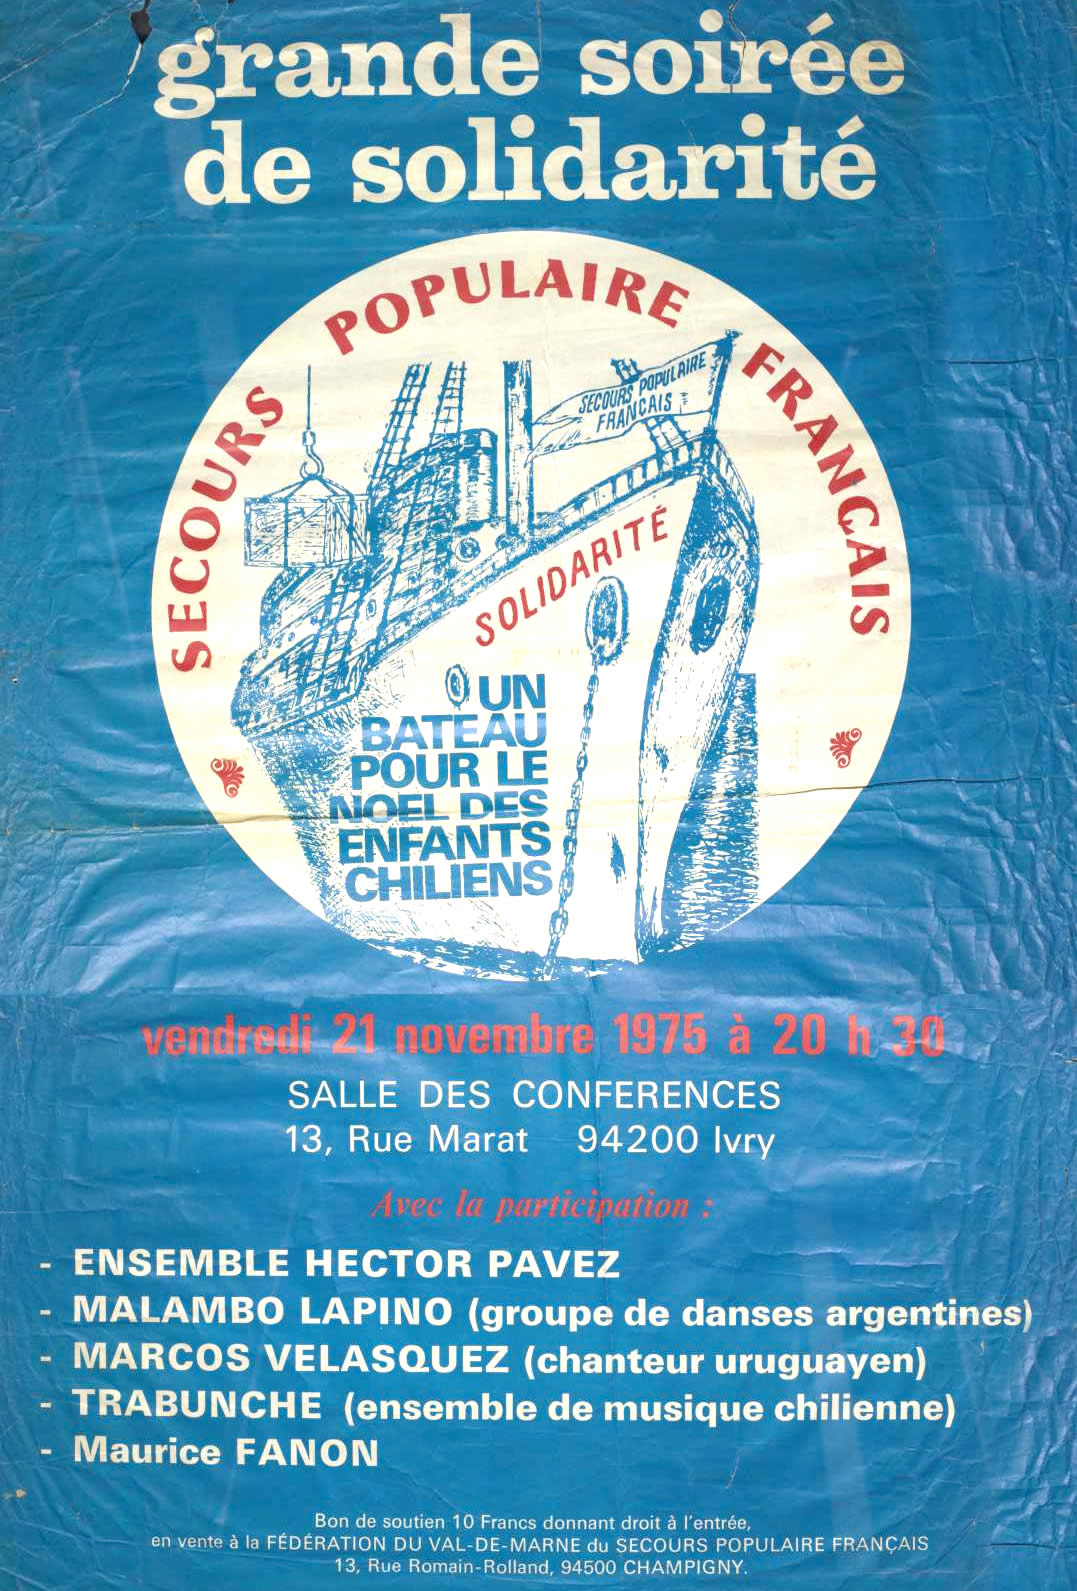 grande soirée
de solidarité
SECOURS POPULAIRE FRANÇAIS
SECOURS POPULAIRE
FRANÇAIS
SOLIDARITÉ
UN
BATEAU
POUR LE
NOEL DES
ENFANTS
CHILIENS
vendredi 21 novembre 1975 à 20 h 30
SALLE DES CONFERENCES
13, Rue Marat 94200 Ivry
Avec la participation :
- ENSEMBLE HECTOR PAVEZ
- MALAMBO LAPINO (groupe de danses argentines)
- MARCOS VELASQUEZ (chanteur uruguayen)
- TRABUNCHE (ensemble de musique chilienne)
- Maurice FANON
Bon de soutien 10 Francs donnant droit à l'entrée,
en vente à la FÉDÉRATION DU VAL-DE-MARNE du SECOURS POPULAIRE FRANÇAIS
13, Rue Romain-Rolland, 94500 CHAMPIGNY.